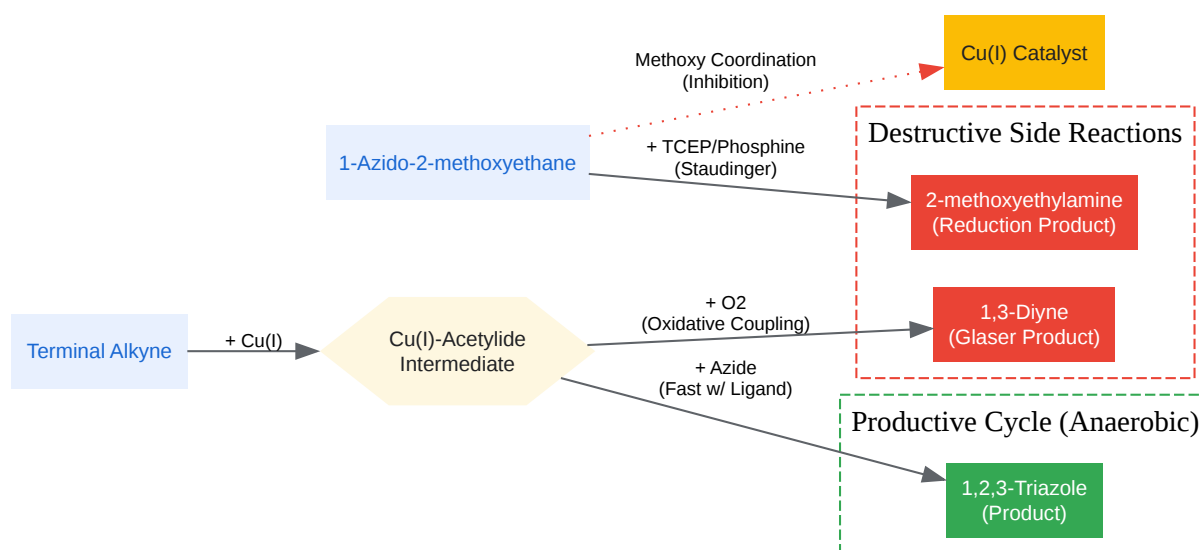 Methoxy Coordination
(Inhibition)
Cu(I) Catalyst
Destructive Side Reactions
1-Azido-2-methoxyethane
+ TCEP/Phosphine
(Staudinger)
2-methoxyethylamine
(Reduction Product)
Terminal Alkyne
+ Cu(I)
Cu(I)-Acetylide
Intermediate
+ O2
(Oxidative Coupling)
1,3-Diyne
(Glaser Product)
+ Azide
(Fast w/ Ligand)
Productive Cycle (Anaerobic)
1,2,3-Triazole
(Product)